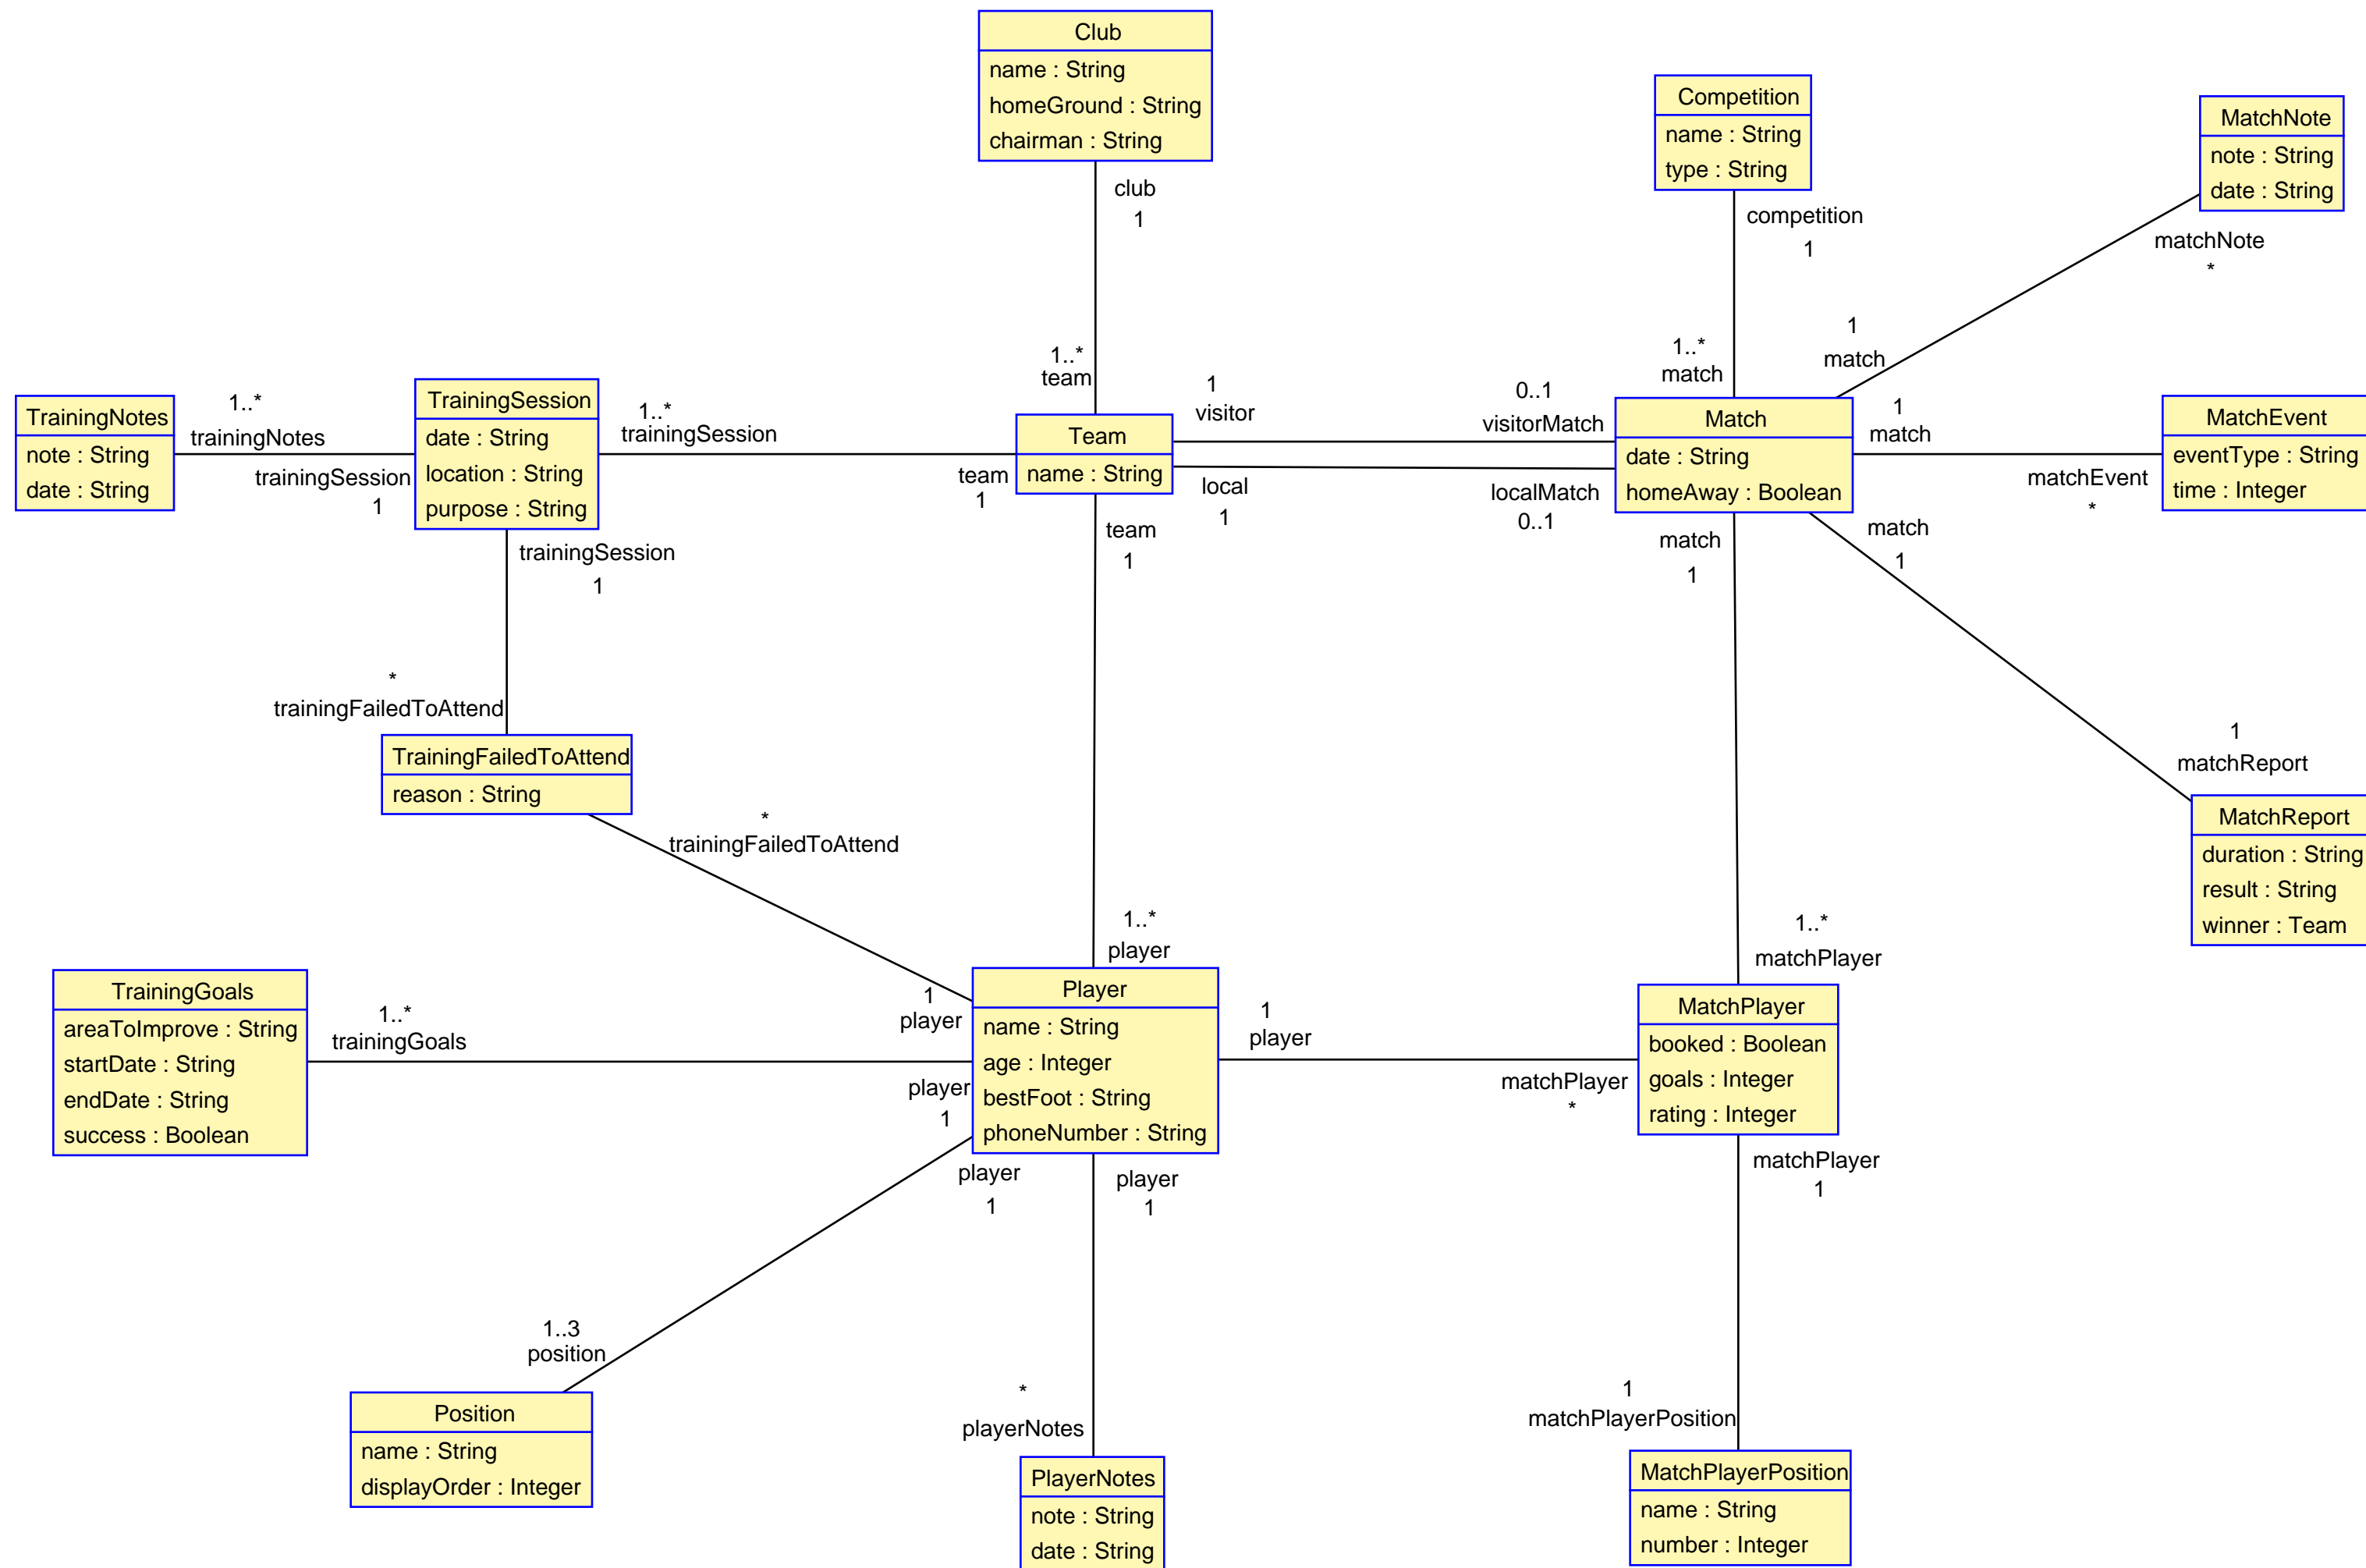 Club
name : String
homeGround : String
chairman : String
club
1
Competition
name : String
type : String
competition
1
MatchNote
note : String
date : String
matchNote
*
1..*
team
1
visitor
0..1
visitorMatch
1..*
match
1
match
TrainingNotes
note : String
date : String
1..*
trainingNotes
trainingSession
1
TrainingSession
date : String
location : String
purpose : String
1..*
trainingSession
team
1
Team
name : String
local
1
localMatch
0..1
Match
date : String
homeAway : Boolean
1
match
matchEvent
*
MatchEvent
eventType : String
time : Integer
trainingSession
1
team
1
match
1
match
1
*
trainingFailedToAttend
TrainingFailedToAttend
reason : String
*
trainingFailedToAttend
1
matchReport
MatchReport
duration : String
result : String
winner : Team
1..*
player
1..*
matchPlayer
TrainingGoals
areaToImprove : String
startDate : String
endDate : String
success : Boolean
1..*
trainingGoals
1
player
player
1
Player
name : String
age : Integer
bestFoot : String
phoneNumber : String
1
player
matchPlayer
*
MatchPlayer
booked : Boolean
goals : Integer
rating : Integer
player
1
player
1
matchPlayer
1
1..3
position
Position
name : String
displayOrder : Integer
*
playerNotes
PlayerNotes
note : String
date : String
1
matchPlayerPosition
MatchPlayerPosition
name : String
number : Integer